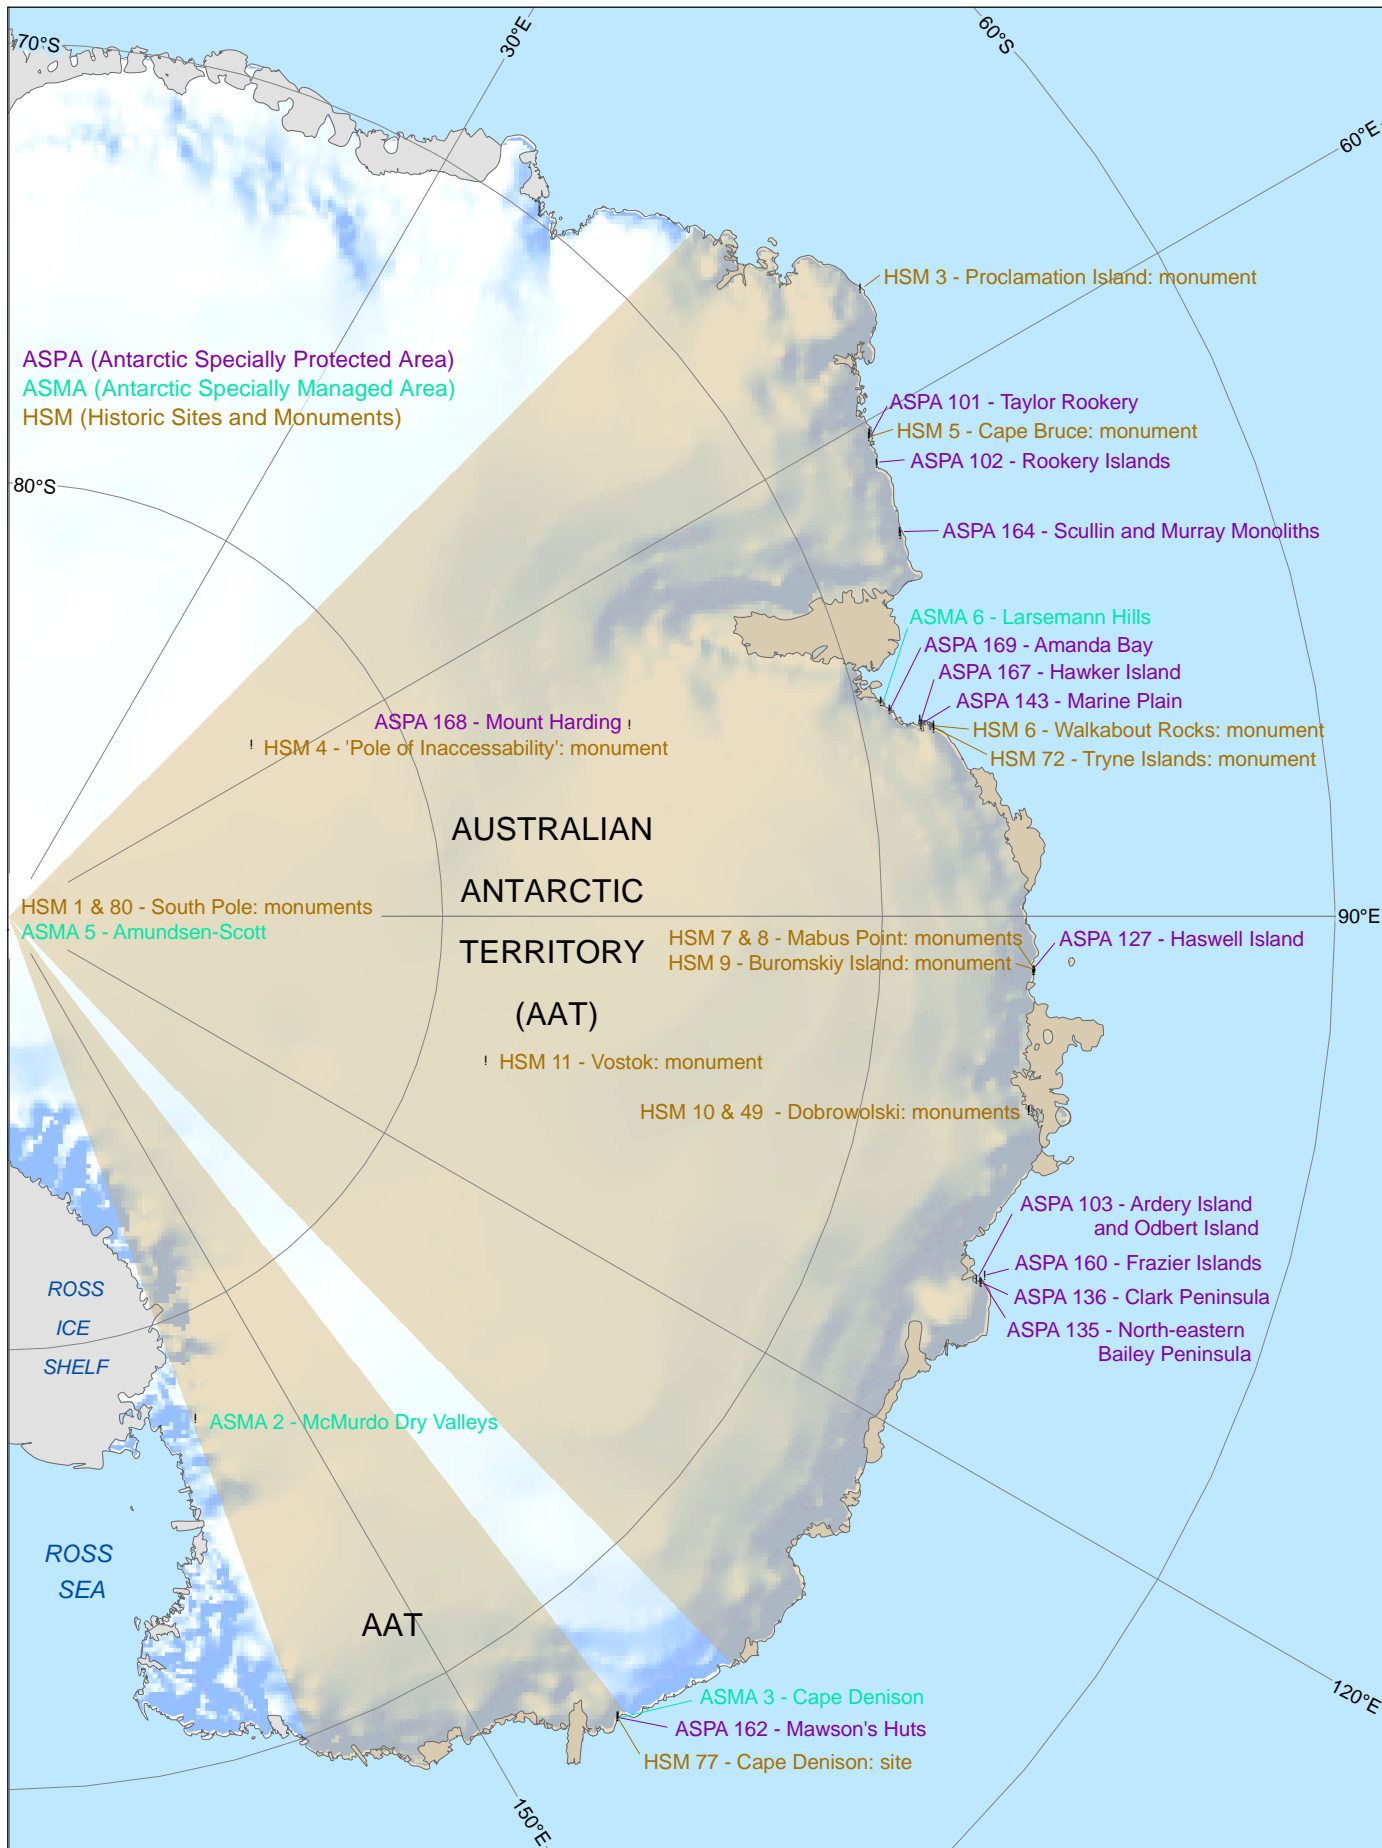 70°S
30°E
60°S
60°E
HSM 3 - Proclamation Island: monument
ASPA (Antarctic Specially Protected Area)
ASMA (Antarctic Specially Managed Area)
HSM (Historic Sites and Monuments)
ASPA 101 - Taylor Rookery
HSM 5 - Cape Bruce: monument
ASPA 102 - Rookery Islands
80°S
ASPA 164 - Scullin and Murray Monoliths
ASMA 6 - Larsemann Hills
ASPA 169 - Amanda Bay
ASPA 167 - Hawker Island
ASPA 143 - Marine Plain
ASPA 168 - Mount Harding
HSM 6 - Walkabout Rocks: monument
HSM 4 - 'Pole of Inaccessability': monument
HSM 72 - Tryne Islands: monument
AUSTRALIAN
ANTARCTIC
TERRITORY
(AAT)
HSM 1 & 80 - South Pole: monuments
ASMA 5 - Amundsen-Scott
90°E
HSM 7 & 8 - Mabus Point: monuments
ASPA 127 - Haswell Island
HSM 9 - Buromskiy Island: monument
HSM 11 - Vostok: monument
HSM 10 & 49 - Dobrowolski: monuments
ASPA 103 - Ardery Island
and Odbert Island
ASPA 160 - Frazier Islands
ASPA 136 - Clark Peninsula
ASPA 135 - North-eastern
Bailey Peninsula
ROSS
ICE
SHELF
ASMA 2 - McMurdo Dry Valleys
ROSS
SEA
AAT
ASMA 3 - Cape Denison
ASPA 162 - Mawson's Huts
HSM 77 - Cape Denison: site
120°E
150°E